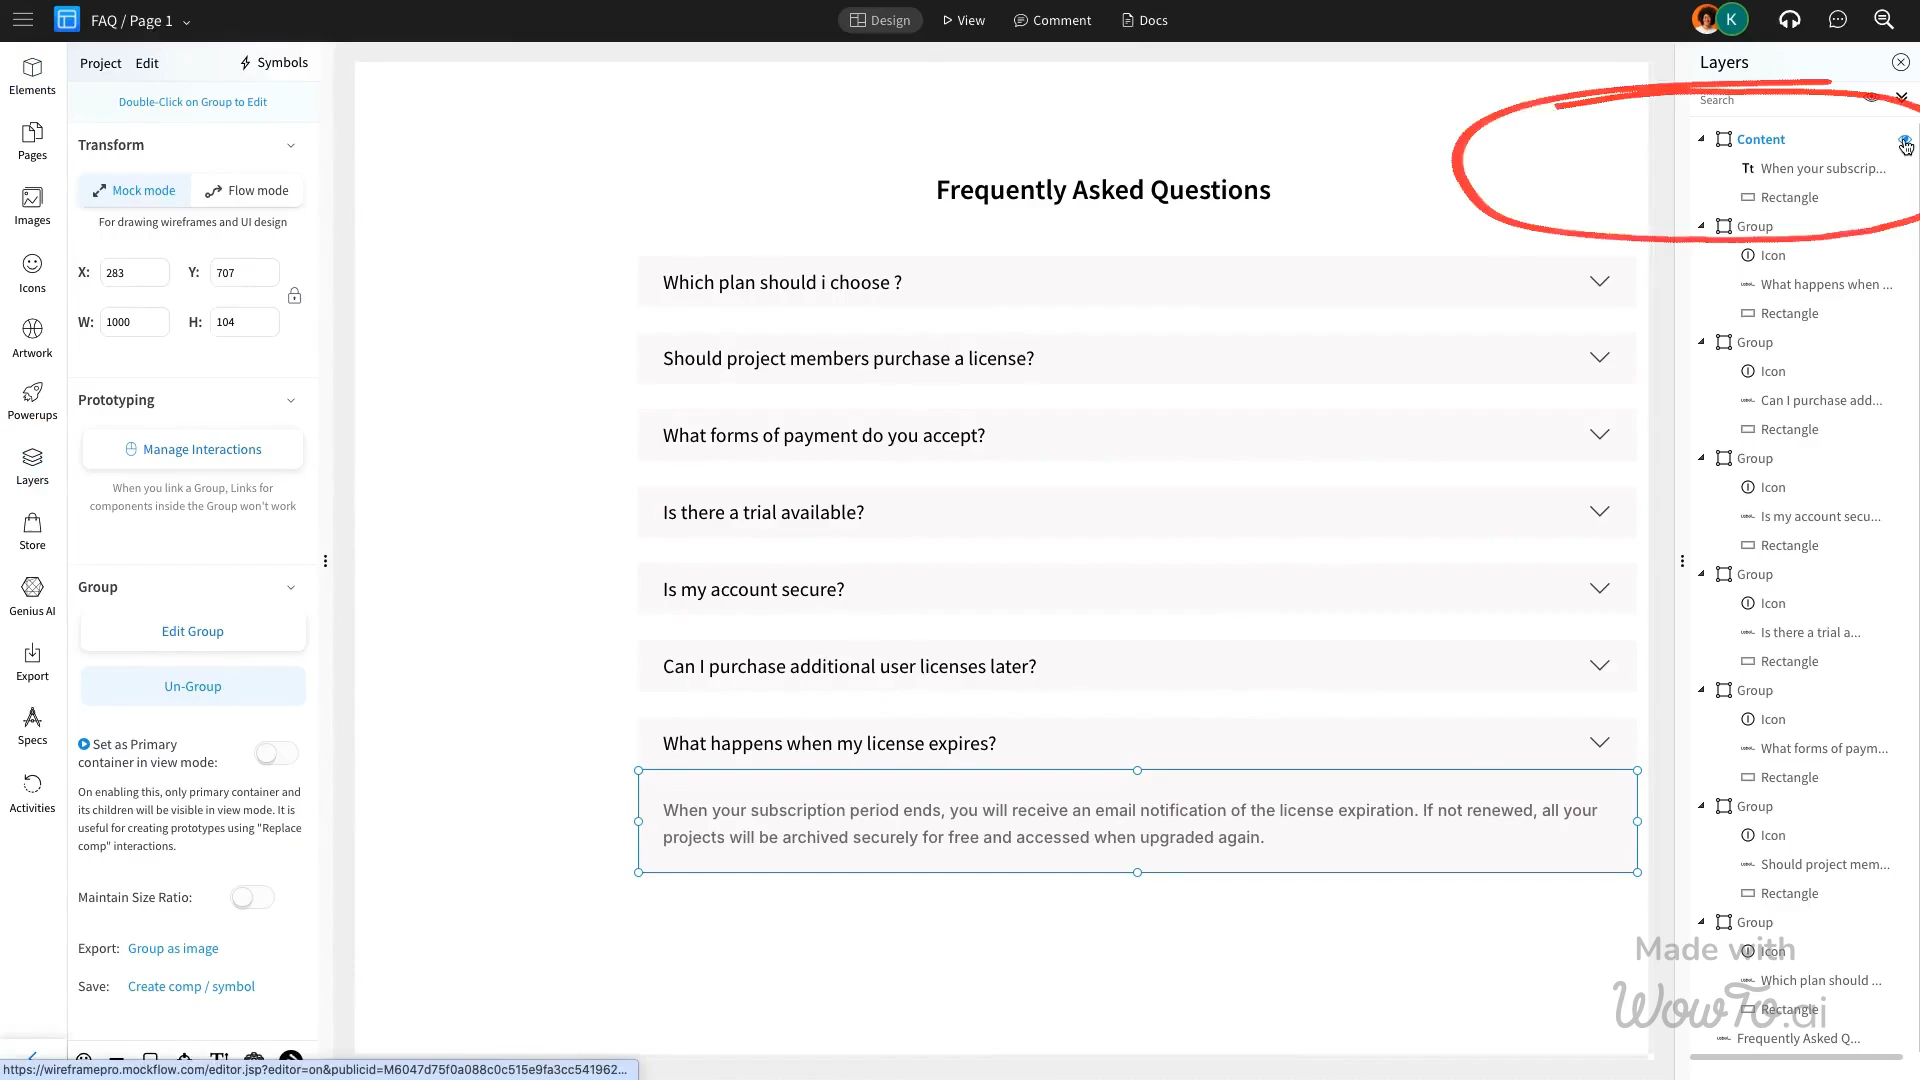 FAQ / Page 1
Design
View
Comment
Docs
K
Elements
Pages
Images
Icons
Artwork
Powerups
Layers
Store
Genius AI
Export
Specs
Activities
Project
Edit
Symbols
Double-Click on Group to Edit
Transform
Mock mode
Flow mode
For drawing wireframes and UI design
X: 283 Y: 707
W: 1000 H: 104
Prototyping
Manage Interactions
When you link a Group, Links for
components inside the Group won't work
Group
Edit Group
Un-Group
Set as Primary
container in view mode:
On enabling this, only primary container and
its children will be visible in view mode. It is
useful for creating prototypes using "Replace
comp" interactions.
Maintain Size Ratio:
Export: Group as image
Save: Create comp / symbol
https://wireframepro.mockflow.com/editor.jsp?editor=on&publicid=M6047d75f0a088c0c515e9fa3cc541962...
Frequently Asked Questions
Which plan should i choose ?
Should project members purchase a license?
What forms of payment do you accept?
Is there a trial available?
Is my account secure?
Can I purchase additional user licenses later?
What happens when my license expires?
When your subscription period ends, you will receive an email notification of the license expiration. If not renewed, all your
projects will be archived securely for free and accessed when upgraded again.
Layers
Search
Content
Tt When your subscrip...
Rectangle
Group
Icon
What happens when ...
Rectangle
Group
Icon
Can I purchase add...
Rectangle
Group
Icon
Is my account secu...
Rectangle
Group
Icon
Is there a trial a...
Rectangle
Group
Icon
What forms of paym...
Rectangle
Group
Icon
Should project mem...
Rectangle
Group
Icon
Which plan should ...
Rectangle
Frequently Asked Q...
Made with
WowTo.ai